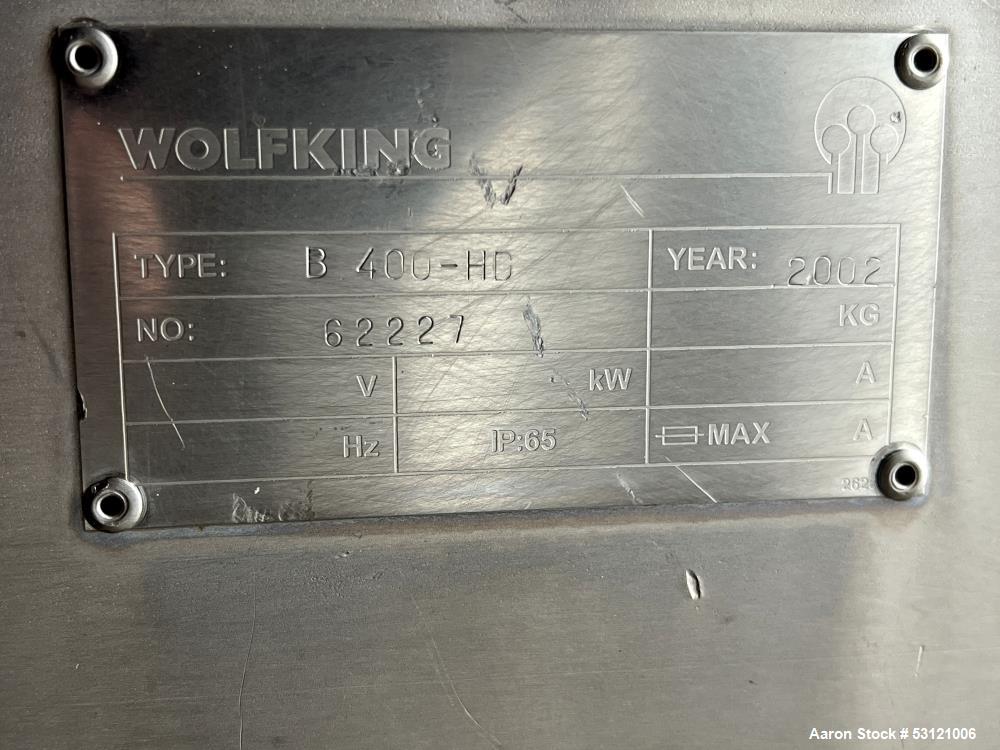 WOLFKING
TYPE: B 400-HD YEAR: 2002
NO: 62227 KG
V kW A
Hz IP:65 MAX A
Aaron Stock # 53121006